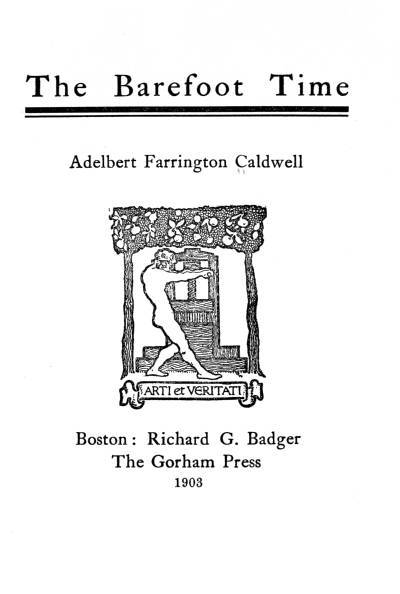 The Barefoot Time
Adelbert Farrington Caldwell
ARTI et VERITATI
Boston: Richard G. Badger
The Gorham Press
1903